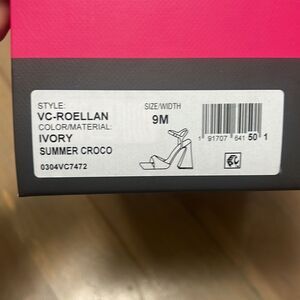 STYLE: SIZE/WIDTH
VC-ROELLAN 9M
COLOR/MATERIAL:
IVORY
SUMMER CROCO
0304VC7472
1 91707 641 50 1